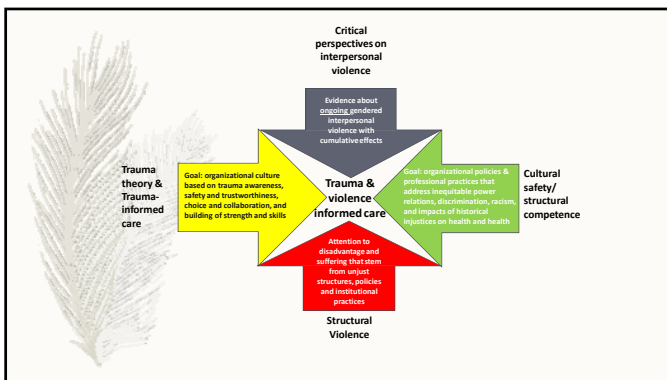 Critical
perspectives on
interpersonal
violence
Evidence about
ongoing gendered
interpersonal
violence with
cumulative effects
Trauma
theory &
Trauma-
informed
care
Goal: organizational culture
based on trauma awareness,
safety and trustworthiness,
choice and collaboration, and
building of strength and skills
Trauma &
violence
informed care
Goal: organizational policies &
professional practices that
address inequitable power
relations, discrimination, racism,
and impacts of historical
injustices on health and health
Cultural
safety/
structural
competence
Attention to
disadvantage and
suffering that stem
from unjust
structures, policies
and institutional
practices
Structural
Violence